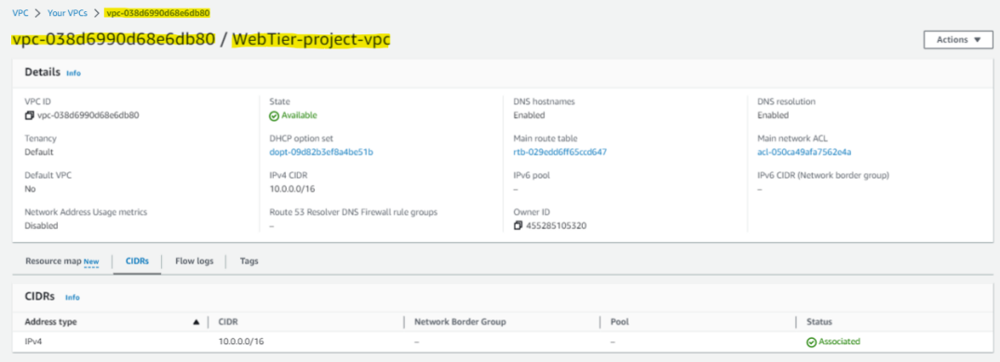 VPC > Your VPCs > vpc-038d6990d68e6db80
vpc-038d6990d68e6db80 / WebTier-project-vpc
Actions ▼
Details Info
VPC ID State DNS hostnames DNS resolution
vpc-038d6990d68e6db80 Available Enabled Enabled
Tenancy DHCP option set Main route table Main network ACL
Default dopt-09d82b3ef8a4be51b rtb-029edd6ff65ccd647 acl-050ca49afa7562e4a
Default VPC IPv4 CIDR IPv6 pool IPv6 CIDR (Network border group)
No 10.0.0.0/16 – –
Network Address Usage metrics Route 53 Resolver DNS Firewall rule groups Owner ID
Disabled – 455285105320
Resource map New CIDRs Flow logs Tags
CIDRs Info
Address type ▲ CIDR Network Border Group Pool Status
IPv4 10.0.0.0/16 – – Associated